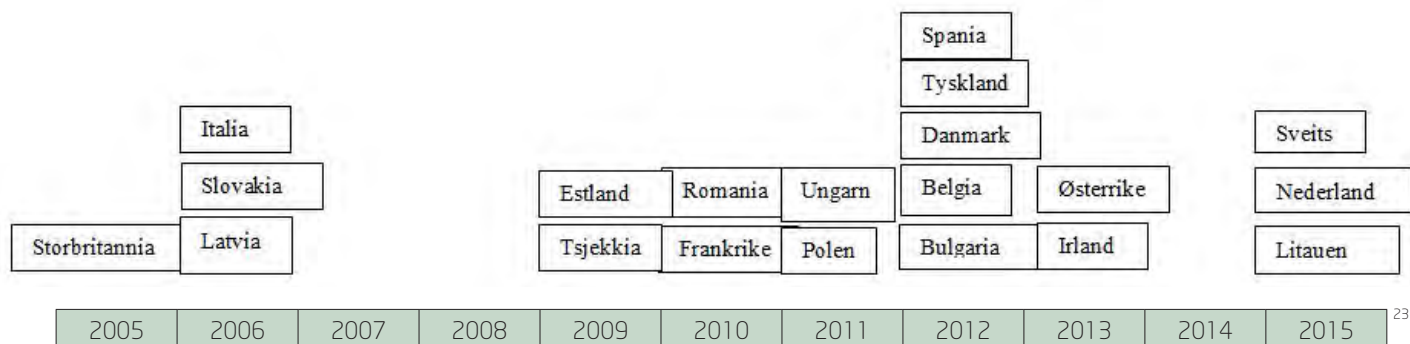 Spania
Tyskland
Italia
Danmark
Sveits
Slovakia
Estland
Romania
Ungarn
Belgia
Østerrike
Nederland
Storbritannia
Latvia
Tsjekkia
Frankrike
Polen
Bulgaria
Irland
Litauen
2005 2006 2007 2008 2009 2010 2011 2012 2013 2014 2015 23